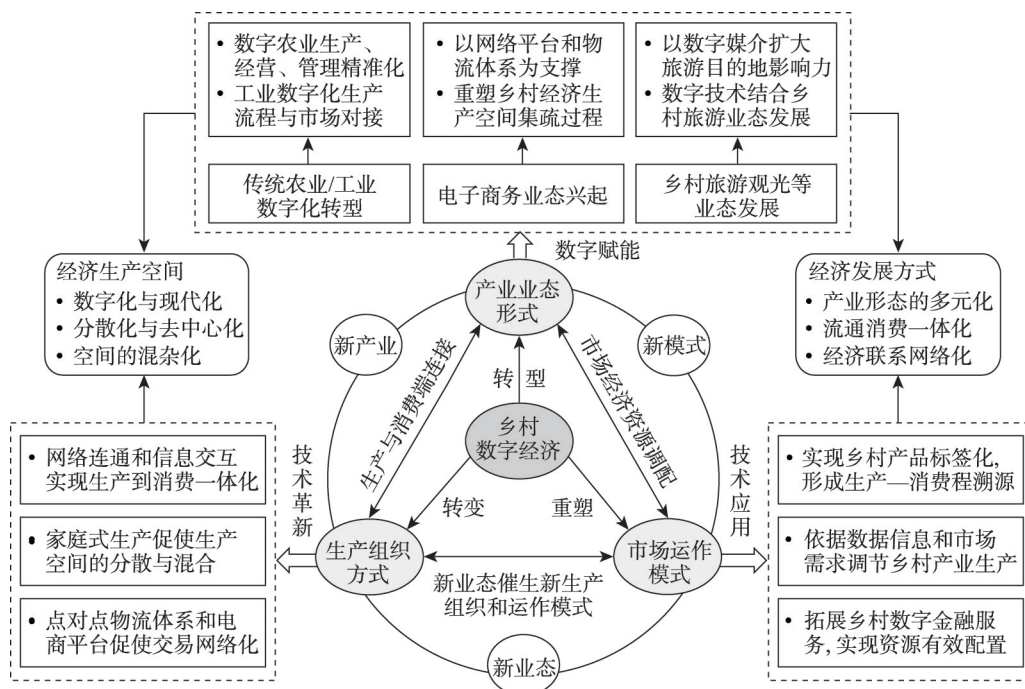 • 数字农业生产、
经营、管理精准化
• 工业数字化生产
流程与市场对接
• 以网络平台和物
流体系为支撑
• 重塑乡村经济生
产空间集疏过程
• 以数字媒介扩大
旅游目的地影响力
• 数字技术结合乡
村旅游业态发展
传统农业/工业
数字化转型
电子商务业态兴起
乡村旅游观光等
业态发展
数字赋能
经济生产空间
• 数字化与现代化
• 分散化与去中心化
• 空间的混杂化
产业业态
形式
经济发展方式
• 产业形态的多元化
• 流通消费一体化
• 经济联系网络化
新产业
新模式
生产与消费端连接
转型
市场经济资源调配
乡村
数字经济
转变
重塑
技术革新
技术应用
• 网络连通和信息交互
实现生产到消费一体化
• 家庭式生产促使生产
空间的分散与混合
• 点对点物流体系和电
商平台促使交易网络化
生产组织
方式
新业态催生新生产
组织和运作模式
市场运作
模式
新业态
• 实现乡村产品标签化,
形成生产—消费程溯源
• 依据数据信息和市场
需求调节乡村产业生产
• 拓展乡村数字金融服
务, 实现资源有效配置